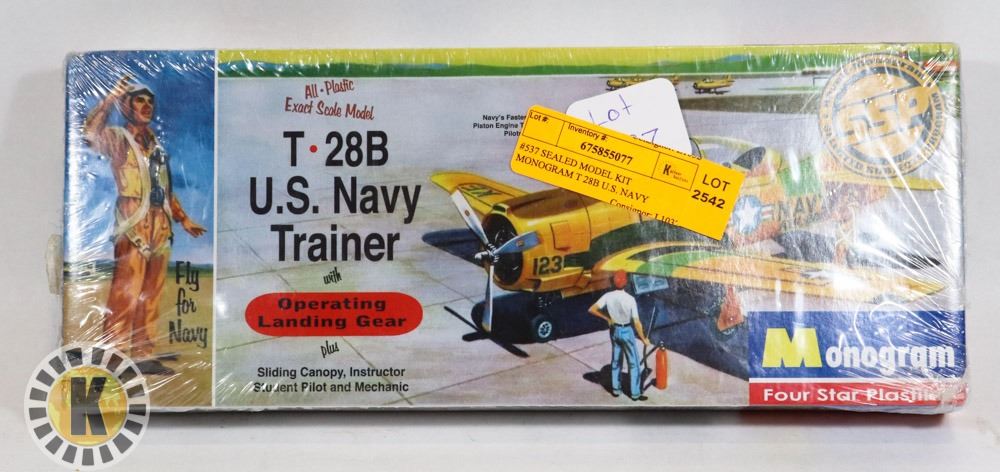 All • Plastic
Exact Scale Model
T • 28B
U.S. Navy
Trainer
with
Operating
Landing Gear
plus
Sliding Canopy, Instructor
Student Pilot and Mechanic
Fly
for
Navy
Navy's Faster
Piston Engine
Pilot
Lot
Lot #:
Inventory #:
675855077
#537 SEALED MODEL KIT
MONOGRAM T 28B U.S. NAVY
LOT
2542
SSP
NAVY
123
Monogram
Four Star Plastic
K